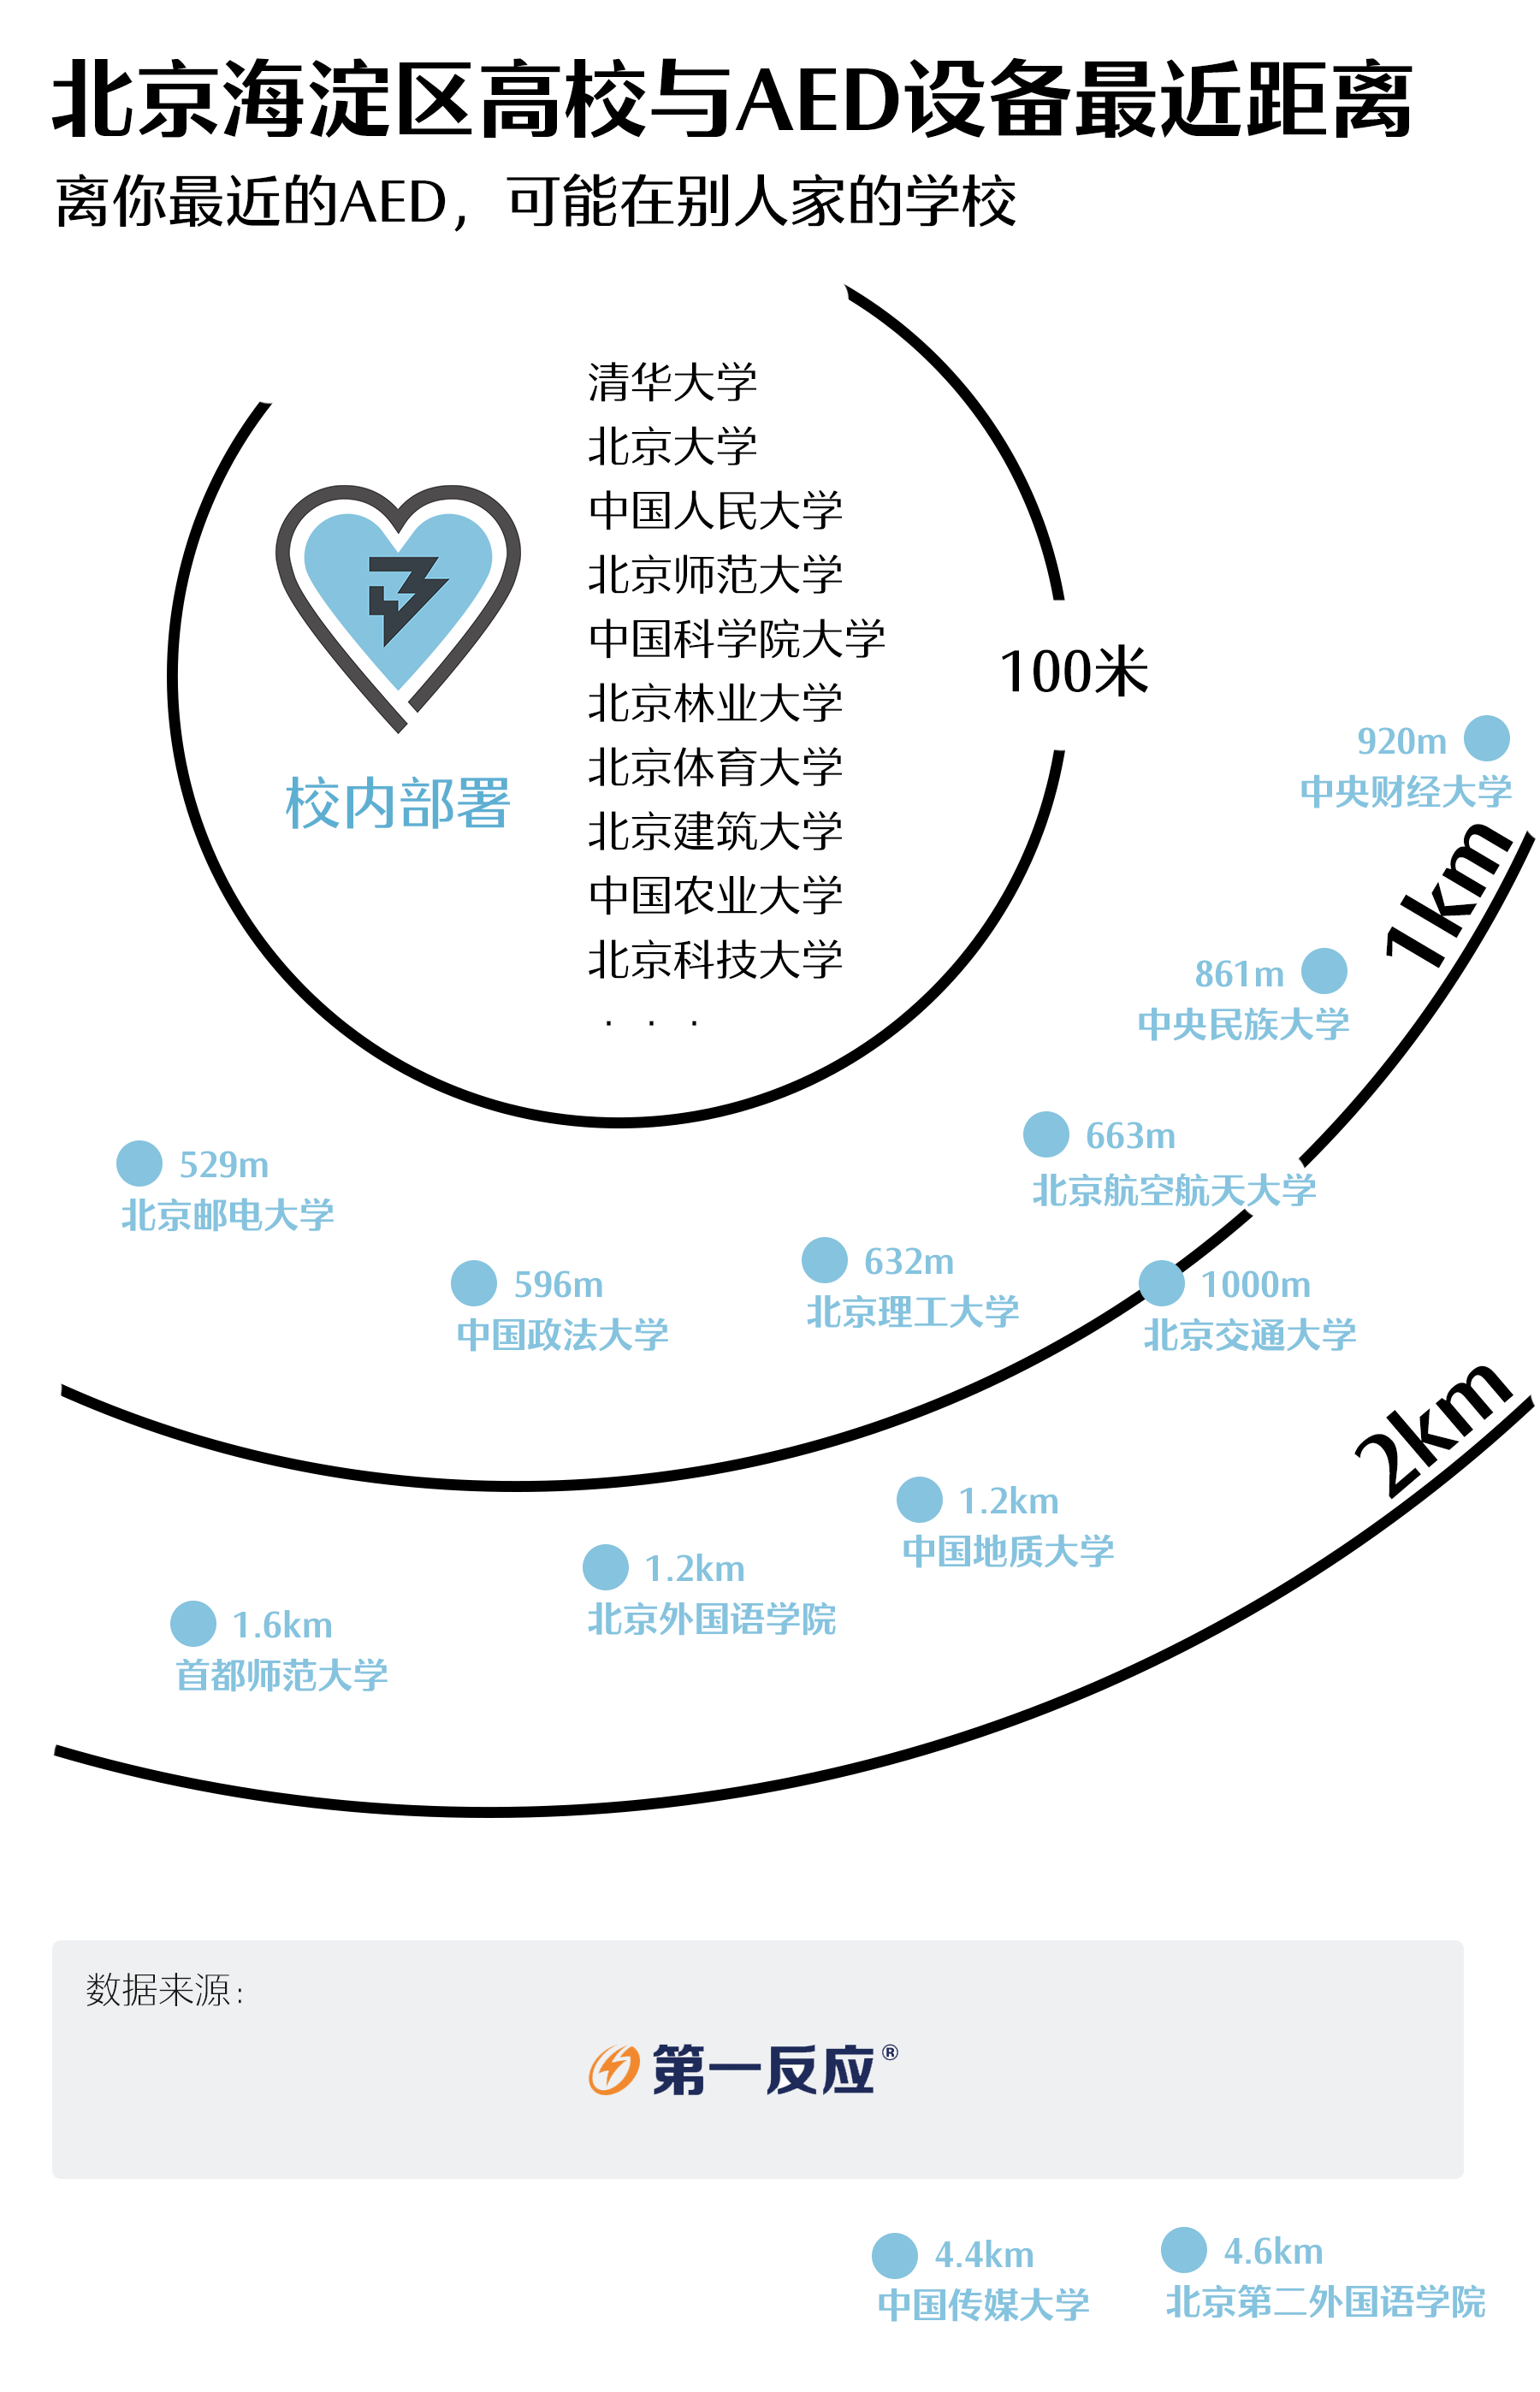 北京海淀区高校与AED设备最近距离
离你最近的AED，可能在别人家的学校
清华大学
北京大学
中国人民大学
北京师范大学
中国科学院大学
北京林业大学
北京体育大学
北京建筑大学
中国农业大学
北京科技大学
. . .
校内部署
100米
920m
中央财经大学
1km
861m
中央民族大学
663m
北京航空航天大学
529m
北京邮电大学
632m
北京理工大学
596m
中国政法大学
1000m
北京交通大学
2km
1.2km
中国地质大学
1.2km
北京外国语学院
1.6km
首都师范大学
数据来源：
第一反应®
4.4km
中国传媒大学
4.6km
北京第二外国语学院